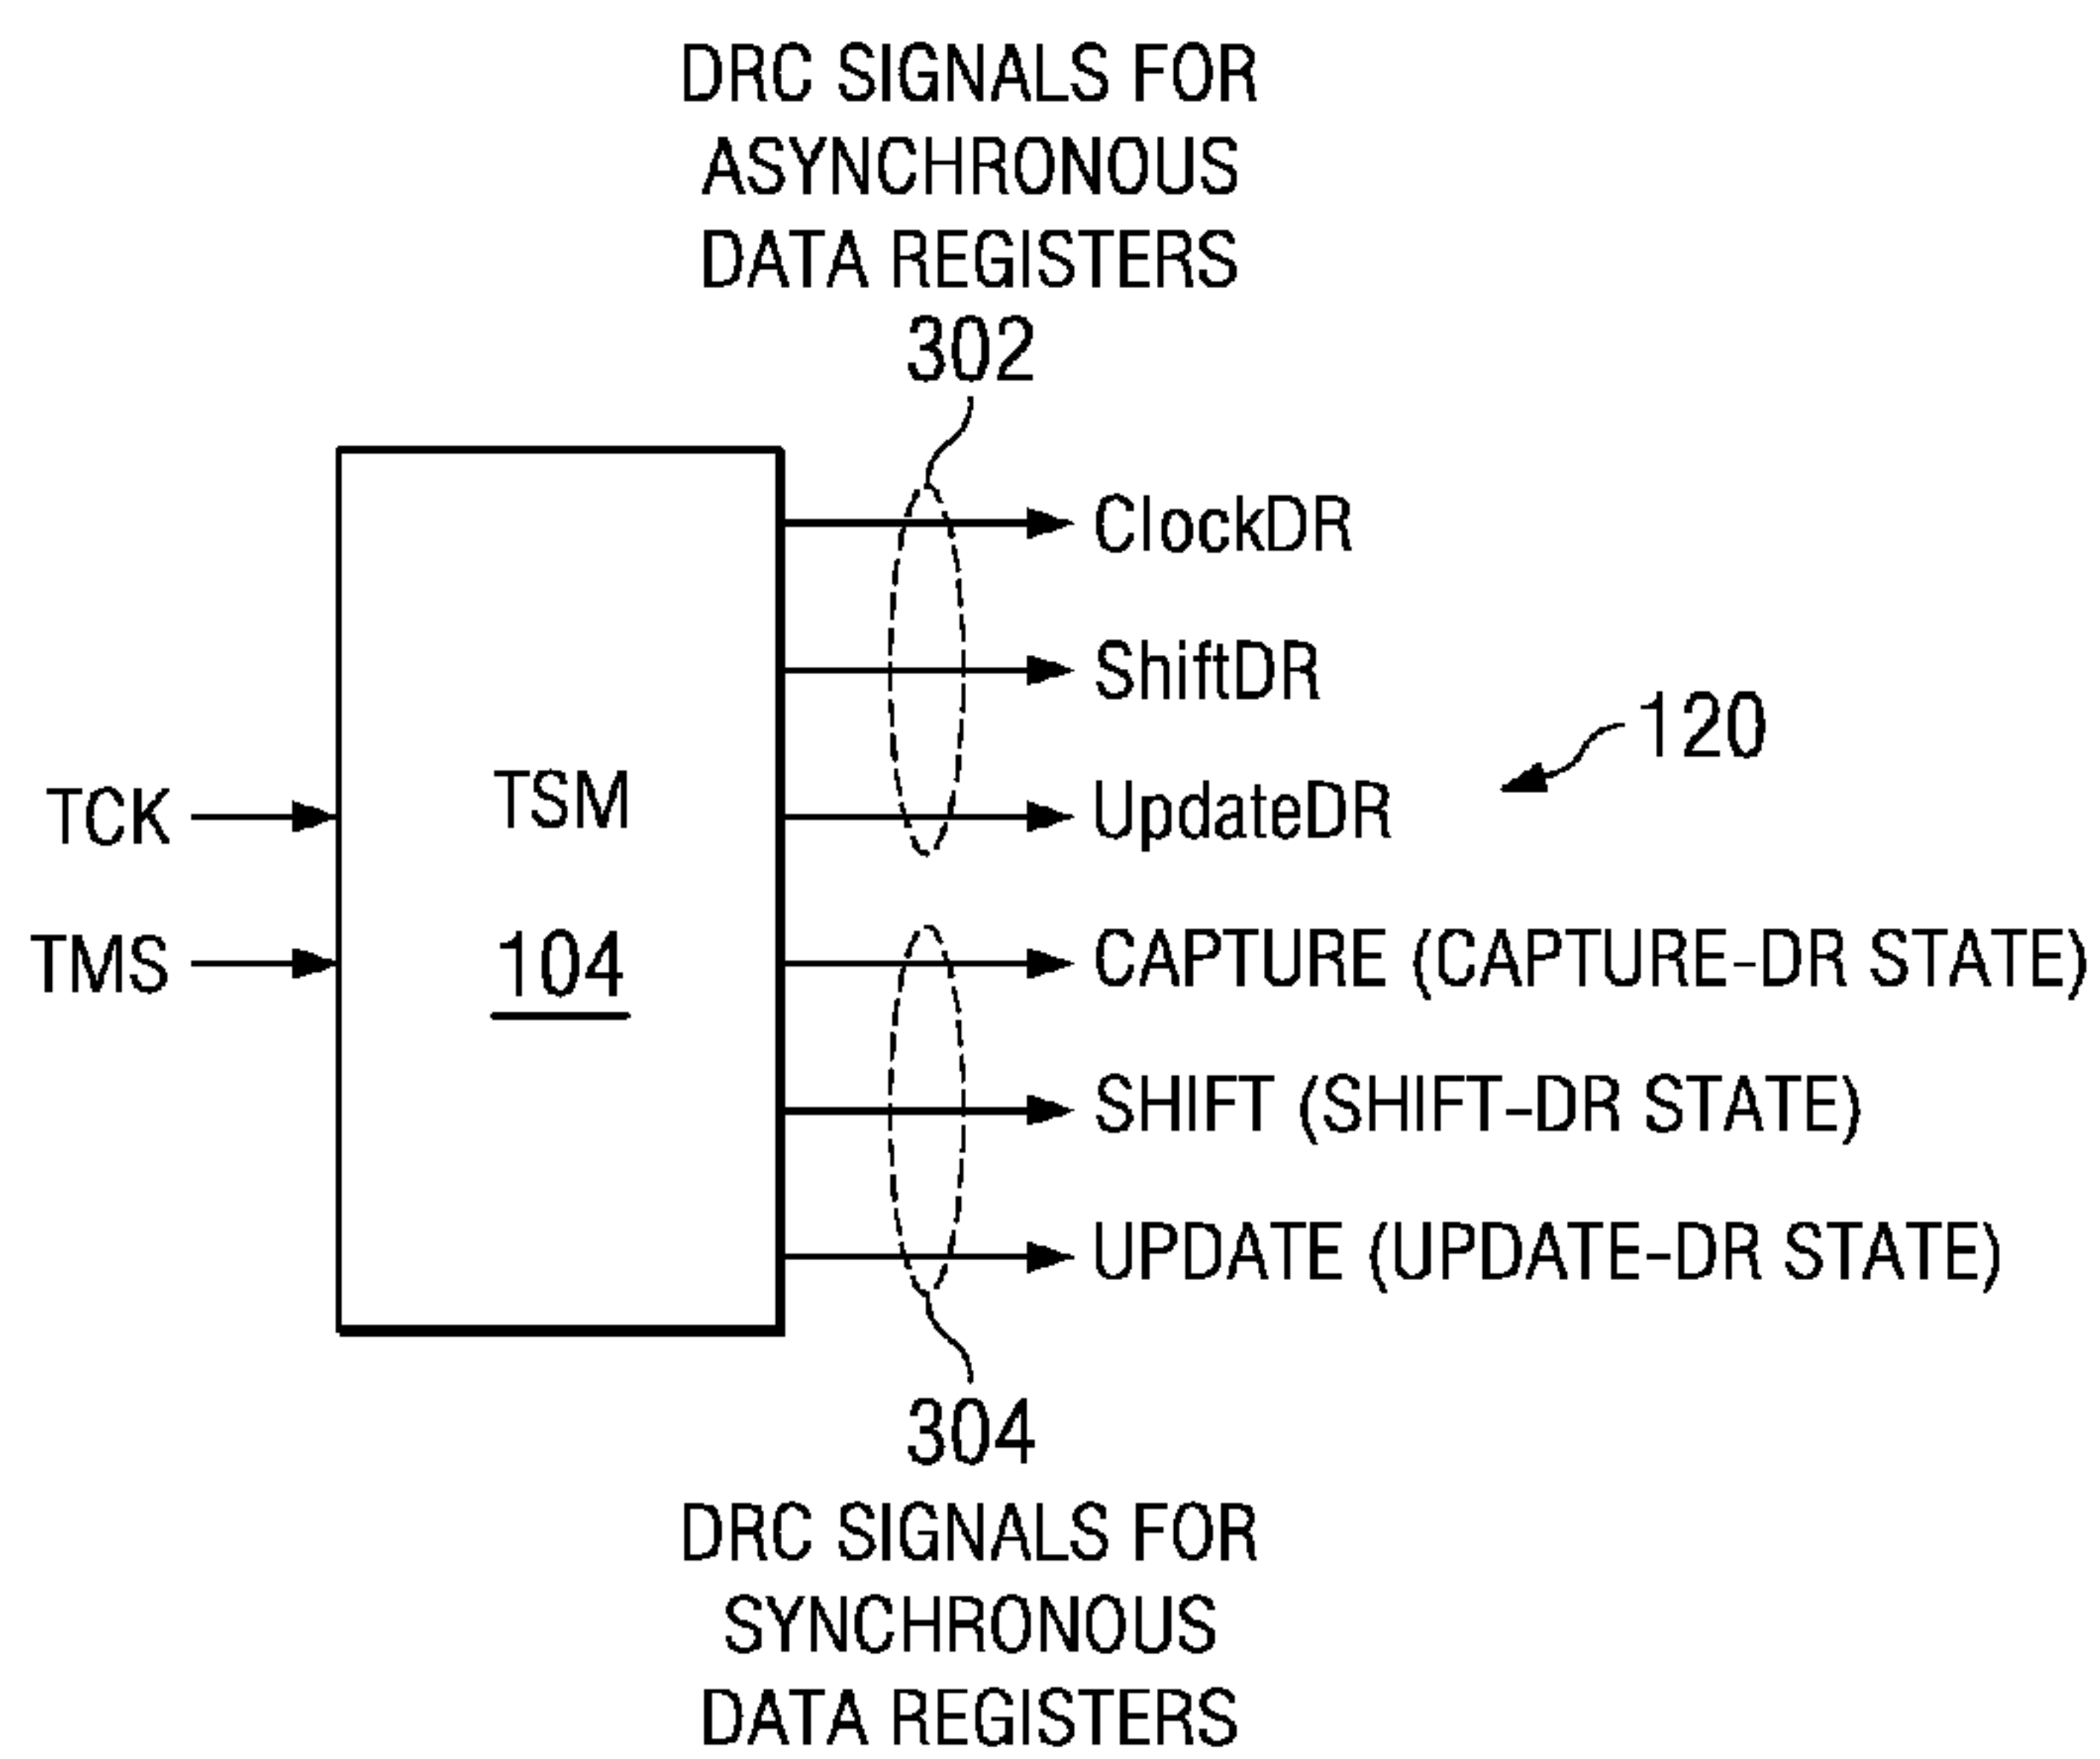 DRC SIGNALS FOR
ASYNCHRONOUS
DATA REGISTERS
302
ClockDR
ShiftDR
120
UpdateDR
TCK
TSM
TMS
104
CAPTURE (CAPTURE-DR STATE)
SHIFT (SHIFT-DR STATE)
UPDATE (UPDATE-DR STATE)
304
DRC SIGNALS FOR
SYNCHRONOUS
DATA REGISTERS